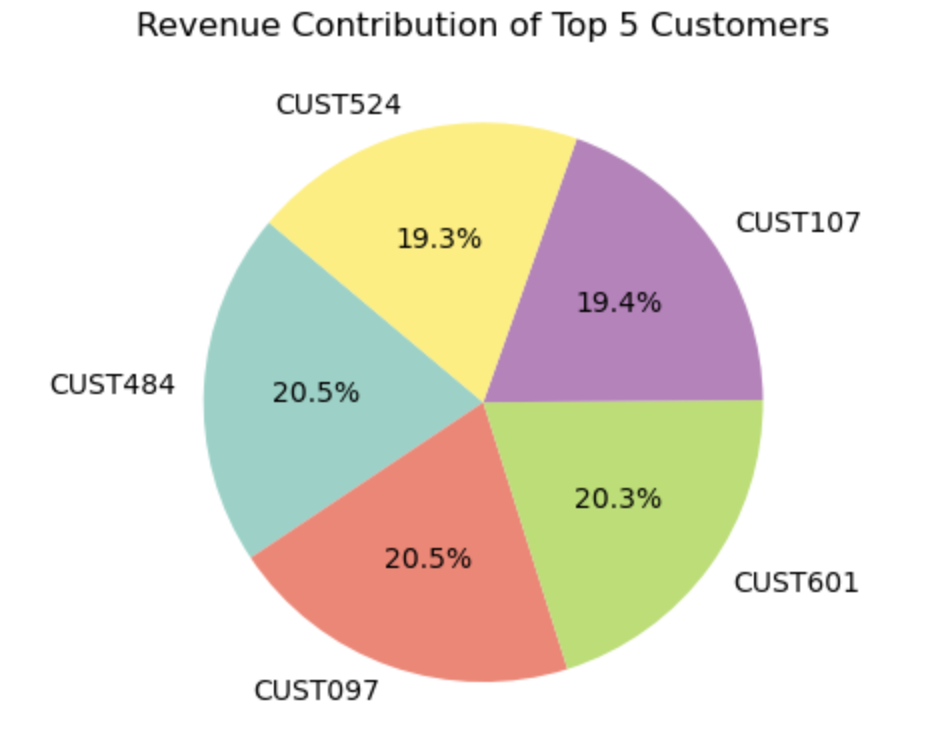 Revenue Contribution of Top 5 Customers
CUST524
CUST107
19.3%
19.4%
CUST484
20.5%
20.3%
20.5%
CUST601
CUST097